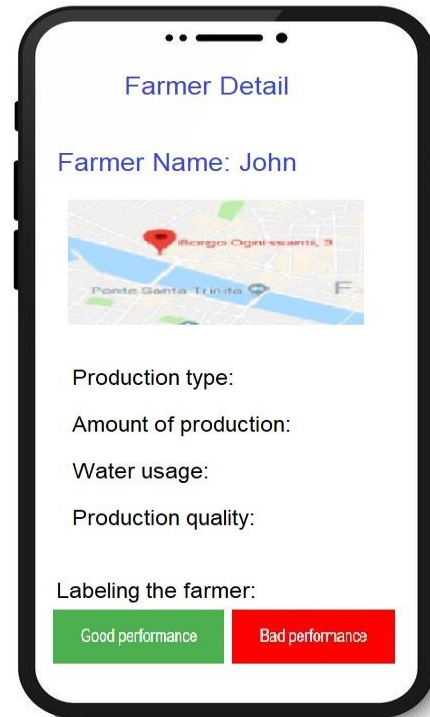 Farmer Detail
Farmer Name: John
Borgo Ognissanti, 3
Ponte Santa Trinita
F
Production type:
Amount of production:
Water usage:
Production quality:
Labeling the farmer:
Good performance Bad performance